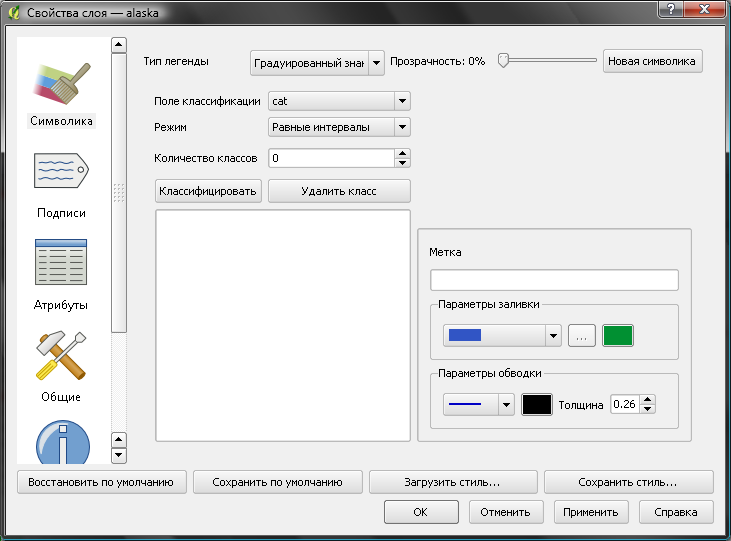 Свойства слоя — alaska
Символика
Подписи
Атрибуты
Общие
Тип легенды Градуированный зна Прозрачность: 0% Новая символика
Поле классификации cat
Режим Равные интервалы
Количество классов 0
Классифицировать Удалить класс
Метка
Параметры заливки
...
Параметры обводки
Толщина 0.26
Восстановить по умолчанию Сохранить по умолчанию Загрузить стиль... Сохранить стиль...
OK Отменить Применить Справка